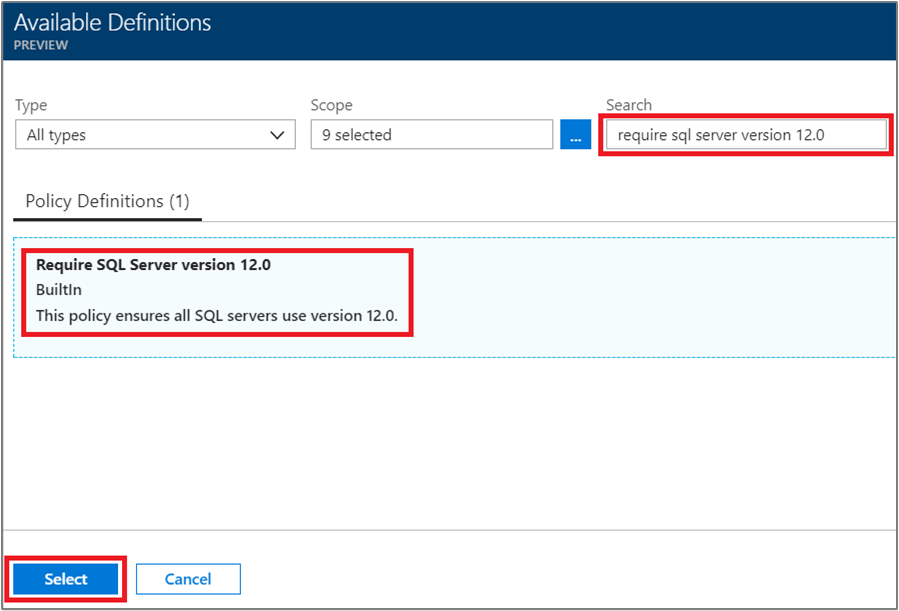 Available Definitions
PREVIEW
Type
Scope
Search
All types
9 selected
...
require sql server version 12.0
Policy Definitions (1)
Require SQL Server version 12.0
BuiltIn
This policy ensures all SQL servers use version 12.0.
Select
Cancel